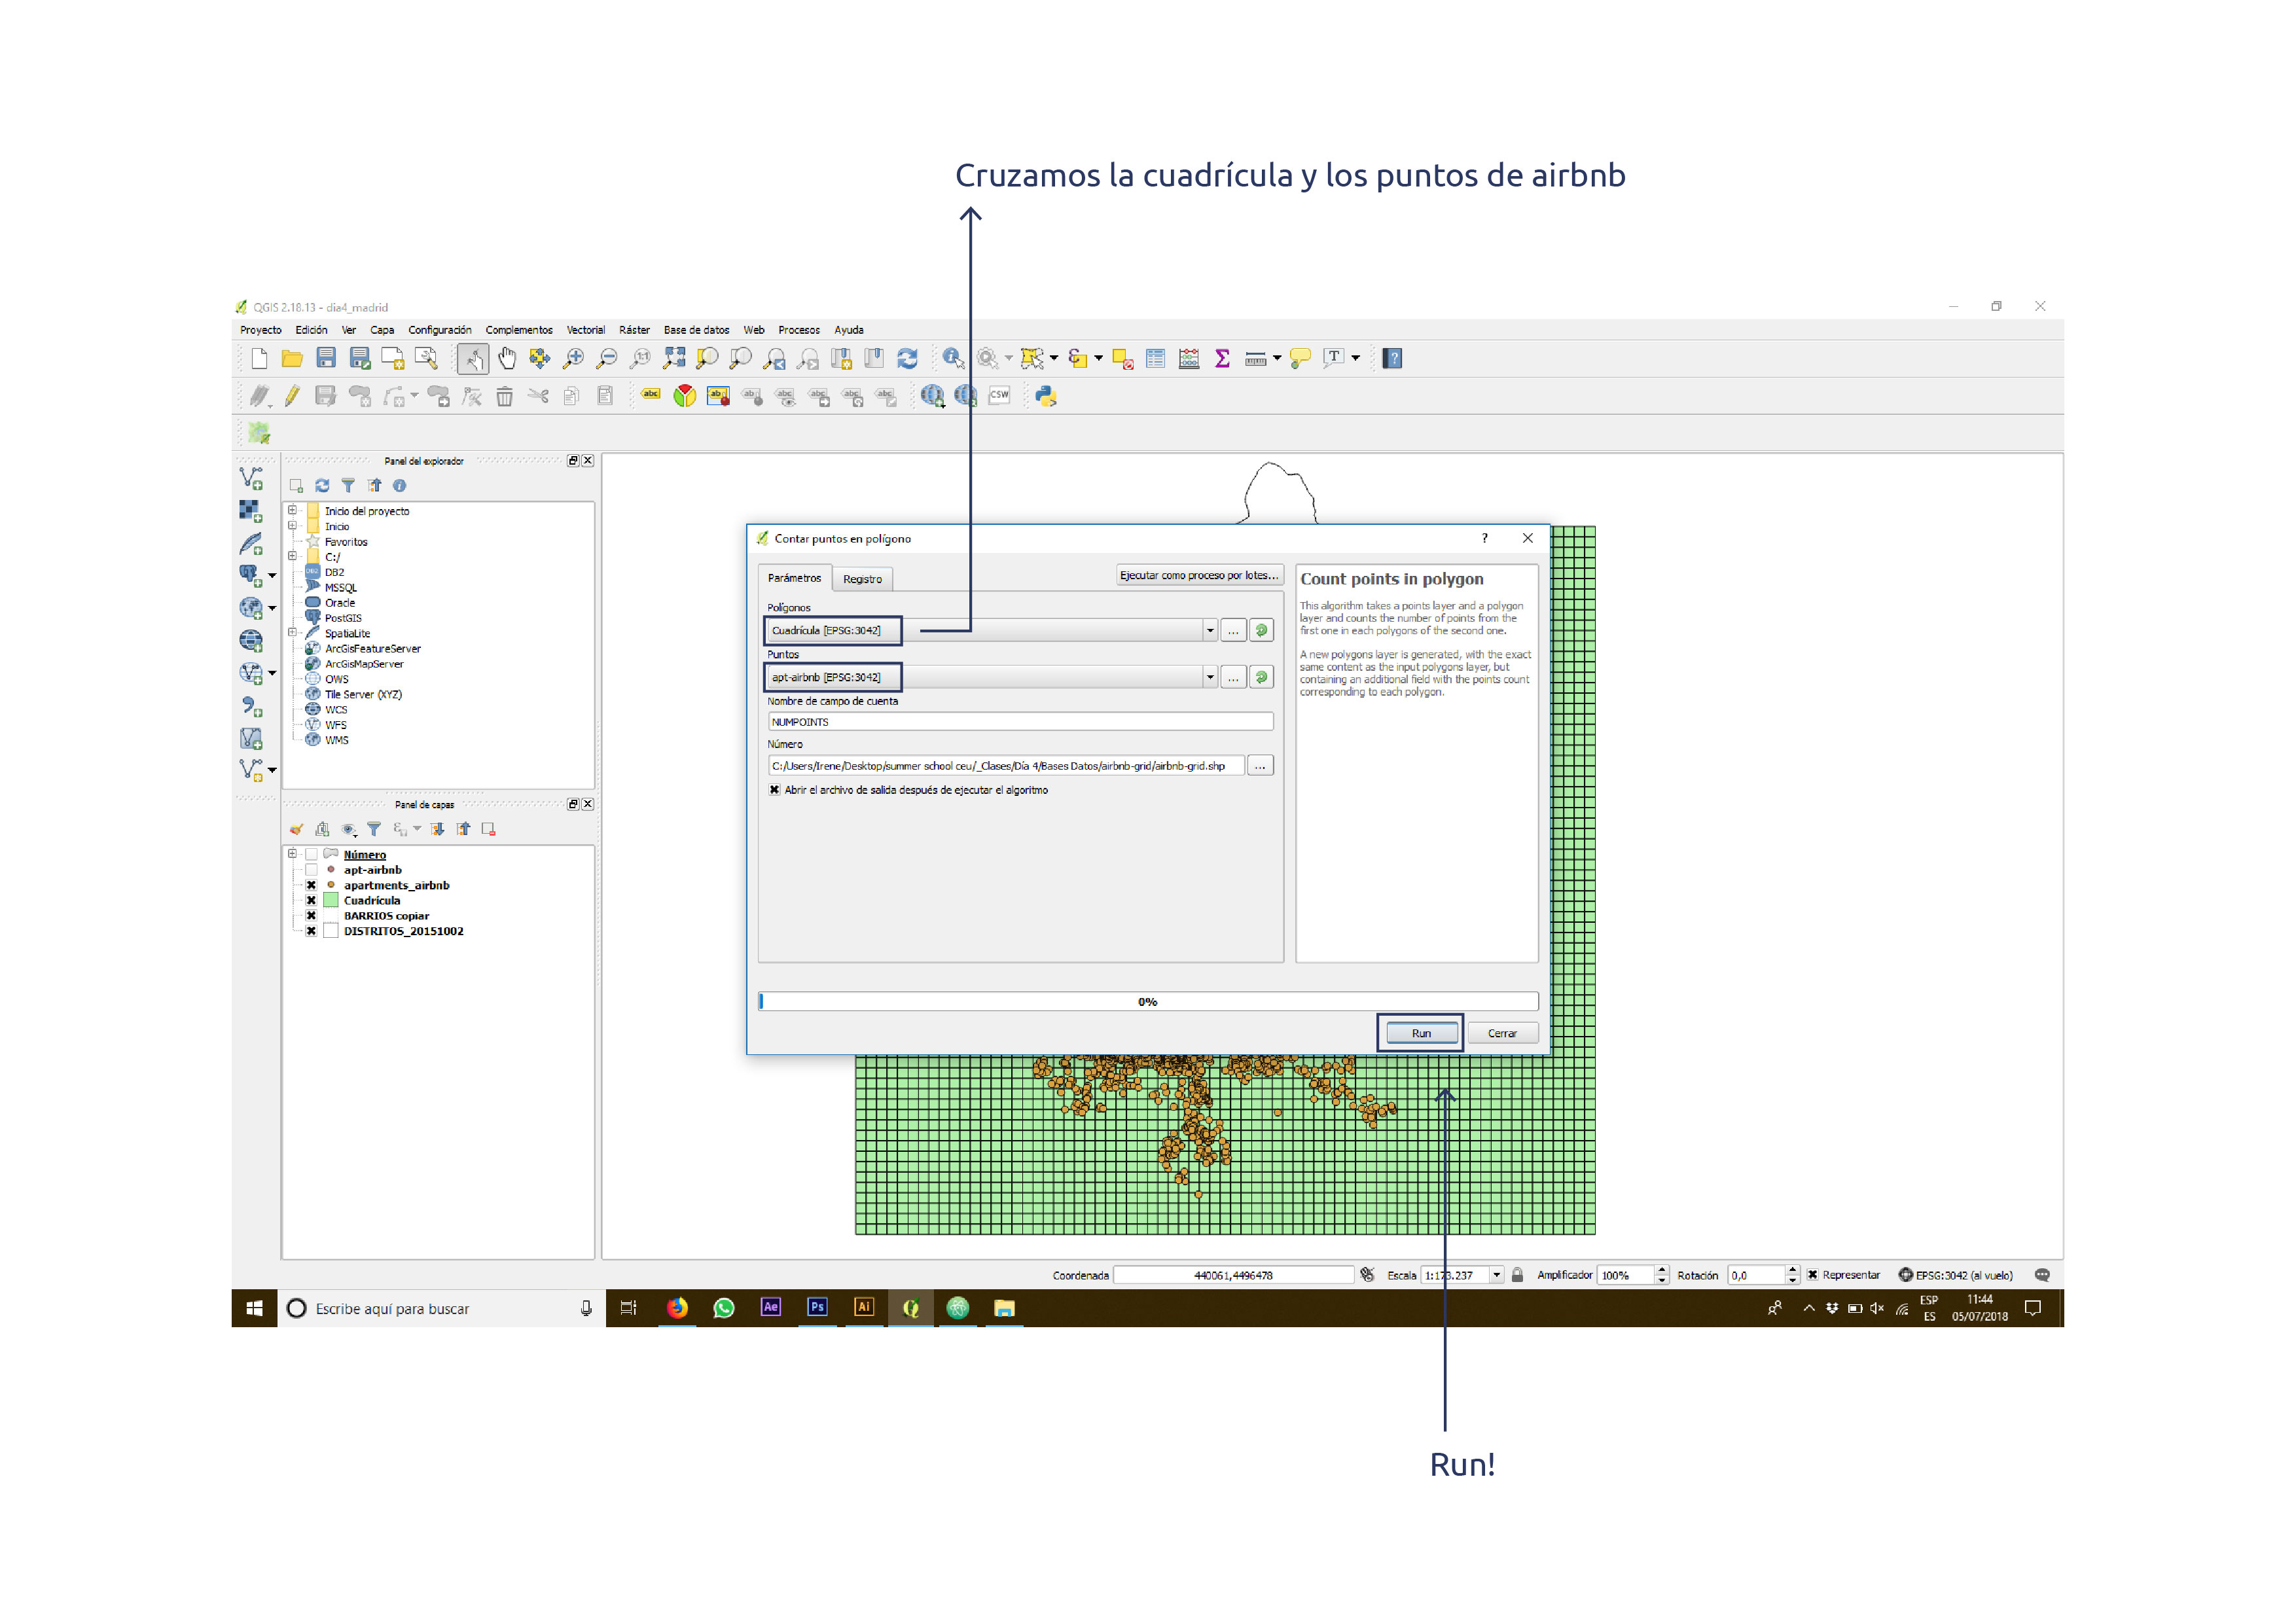 Cruzamos la cuadrícula y los puntos de airbnb
QGIS 2.18.13 - dia4_madrid
Proyecto Edición Ver Capa Configuración Complementos Vectorial Ráster Base de datos Web Procesos Ayuda
CSW
Panel del explorador
Inicio del proyecto
Inicio
Favoritos
C:/
DB2
MSSQL
Oracle
PostGIS
SpatiaLite
ArcGisFeatureServer
ArcGisMapServer
OWS
Tile Server (XYZ)
WCS
WFS
WMS
Panel de capas
Número
apt-airbnb
apartments_airbnb
Cuadrícula
BARRIOS copiar
DISTRITOS_20151002
Contar puntos en polígono
Parámetros Registro Ejecutar como proceso por lotes...
Polígonos
Cuadrícula [EPSG:3042]
Puntos
apt-airbnb [EPSG:3042]
Nombre de campo de cuenta
NUMPOINTS
Número
C:/Users/Irene/Desktop/summer school ceu/_Clases/Día 4/Bases Datos/airbnb-grid/airbnb-grid.shp
Abrir el archivo de salida después de ejecutar el algoritmo
Count points in polygon
This algorithm takes a points layer and a polygon
layer and counts the number of points from the
first one in each polygons of the second one.
A new polygons layer is generated, with the exact
same content as the input polygons layer, but
containing an additional field with the points count
corresponding to each polygon.
0%
Run Cerrar
Coordenada 440061,4496478 Escala 1:173.237 Amplificador 100% Rotación 0,0 Representar EPSG:3042 (al vuelo)
Escribe aquí para buscar
Ae Ps Ai
ESP
ES
11:44
05/07/2018
Run!